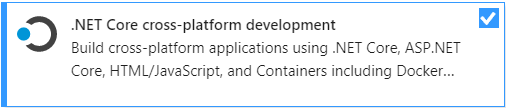 .NET Core cross-platform development
Build cross-platform applications using .NET Core, ASP.NET
Core, HTML/JavaScript, and Containers including Docker...